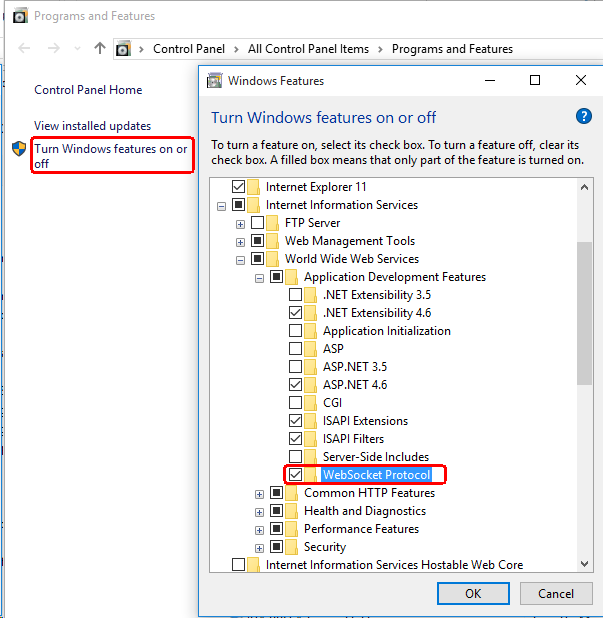 Programs and Features
Control Panel > All Control Panel Items > Programs and Features
Control Panel Home
View installed updates
Turn Windows features on or
off
Windows Features
Turn Windows features on or off
?
To turn a feature on, select its check box. To turn a feature off, clear its
check box. A filled box means that only part of the feature is turned on.
Internet Explorer 11
Internet Information Services
FTP Server
Web Management Tools
World Wide Web Services
Application Development Features
.NET Extensibility 3.5
.NET Extensibility 4.6
Application Initialization
ASP
ASP.NET 3.5
ASP.NET 4.6
CGI
ISAPI Extensions
ISAPI Filters
Server-Side Includes
WebSocket Protocol
Common HTTP Features
Health and Diagnostics
Performance Features
Security
Internet Information Services Hostable Web Core
OK
Cancel